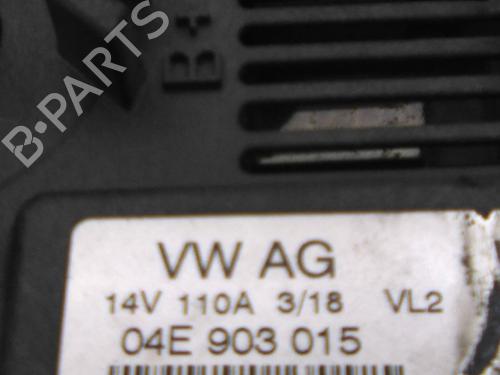 B+
B-PARTS
VW AG
14V 110A 3/18 VL2
04E 903 015